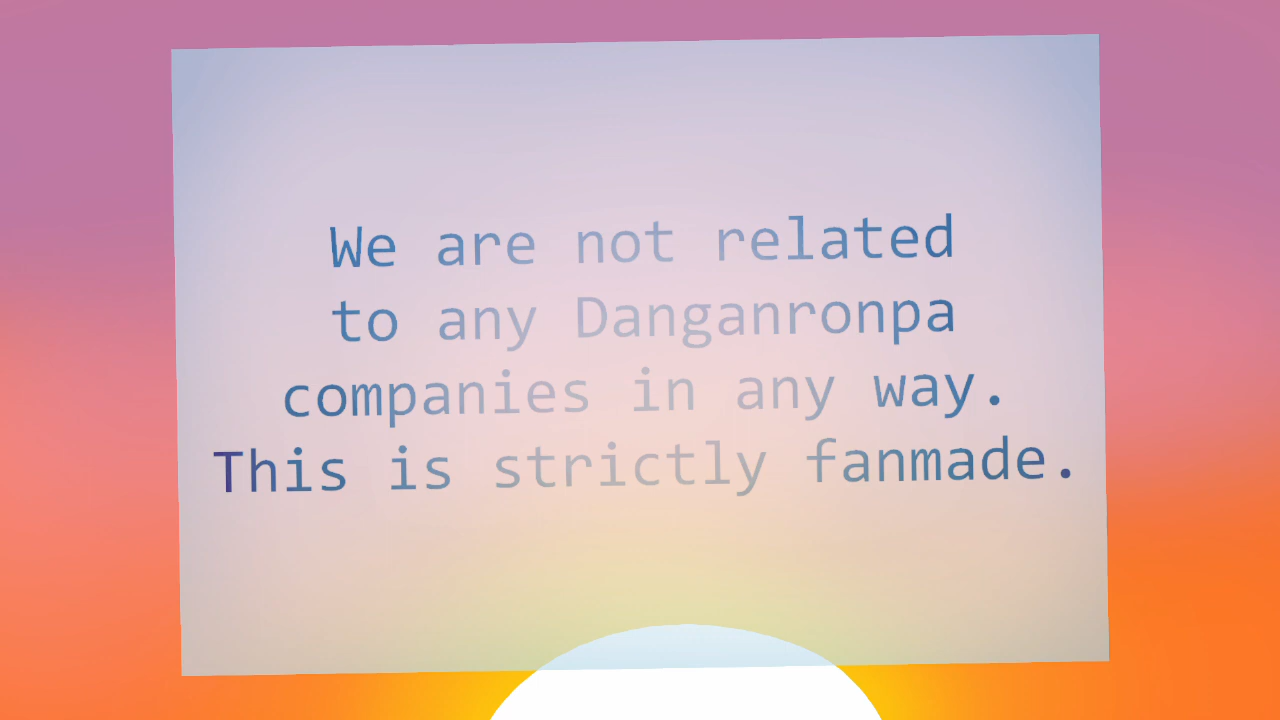 We are not related
to any Danganronpa
companies in any way.
This is strictly fanmade.